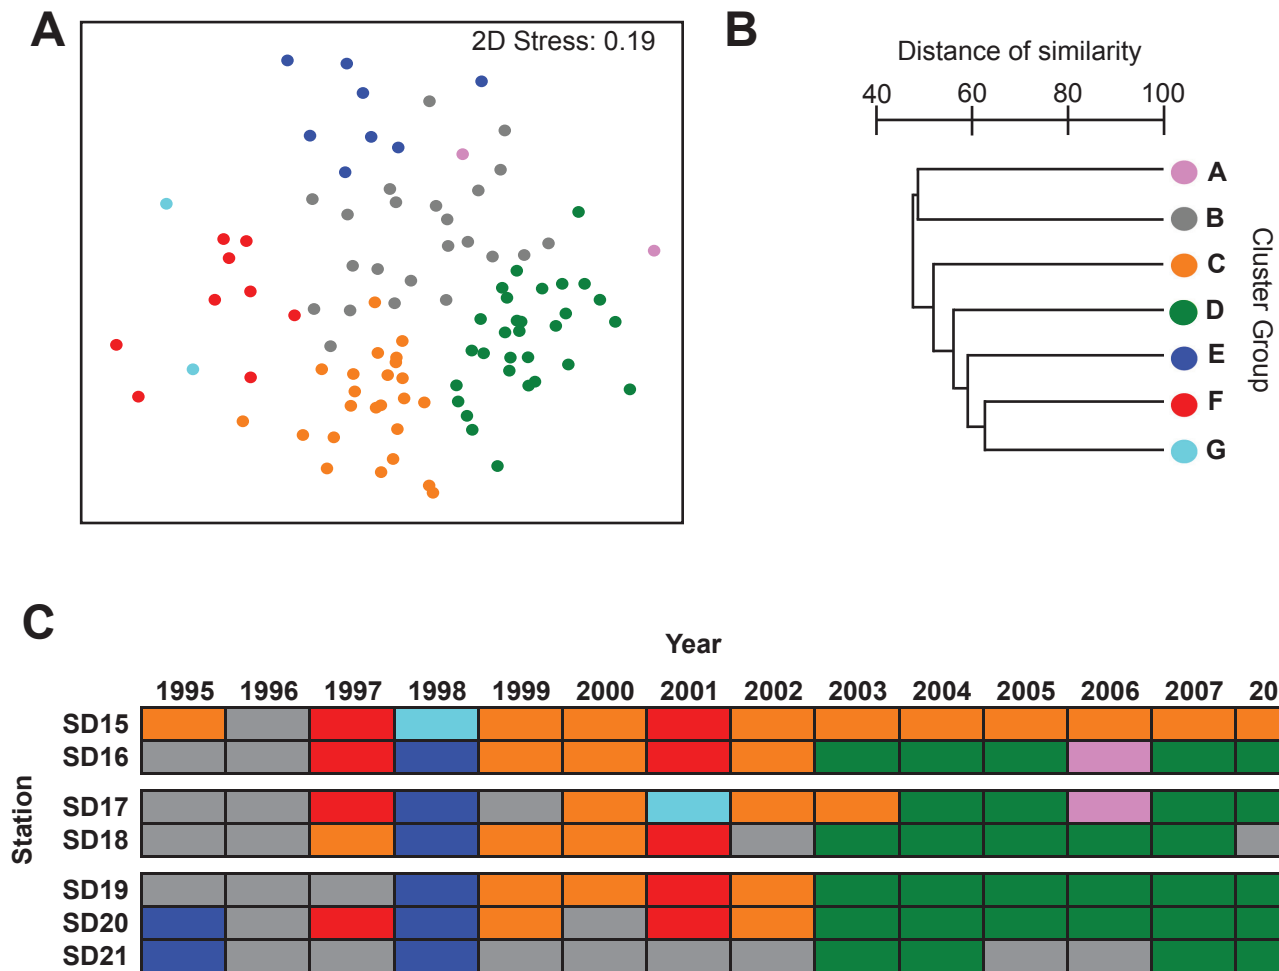 A
2D Stress: 0.19
B
Distance of similarity
40 60 80 100
A
B
C
D
E
F
G
Cluster Group
C
Year
1995 1996 1997 1998 1999 2000 2001 2002 2003 2004 2005 2006 2007 20
Station
SD15
SD16
SD17
SD18
SD19
SD20
SD21